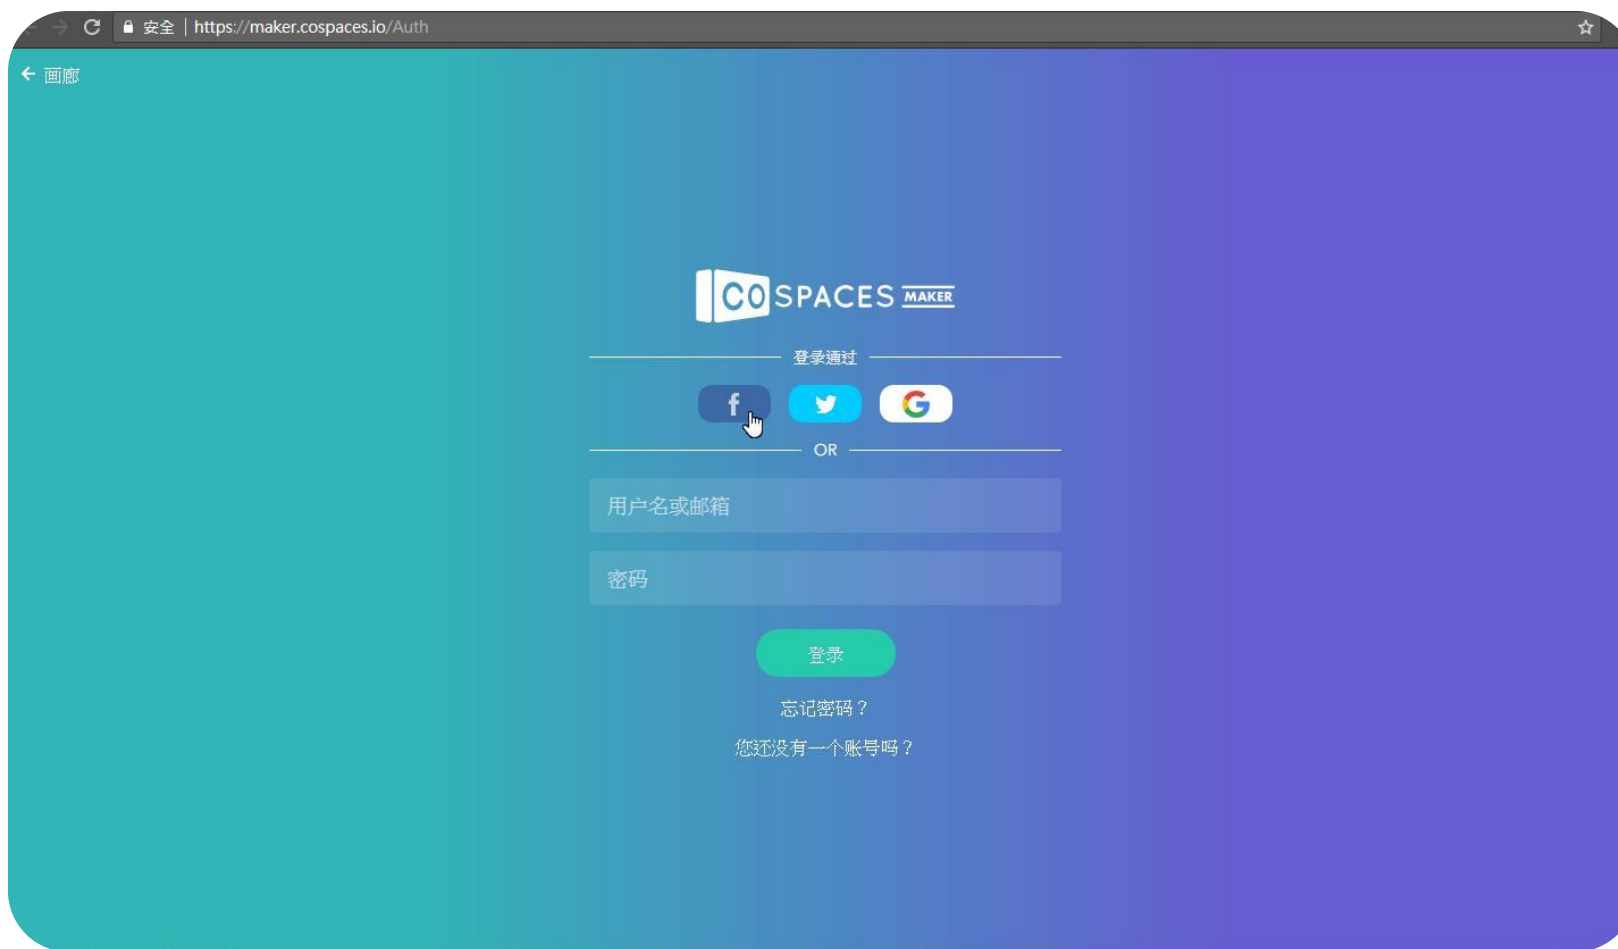 安全 | https://maker.cospaces.io/Auth
画廊
CO SPACES MAKER
登录通过
f G
OR
用户名或邮箱
密码
登录
忘记密码？
您还没有一个账号吗？